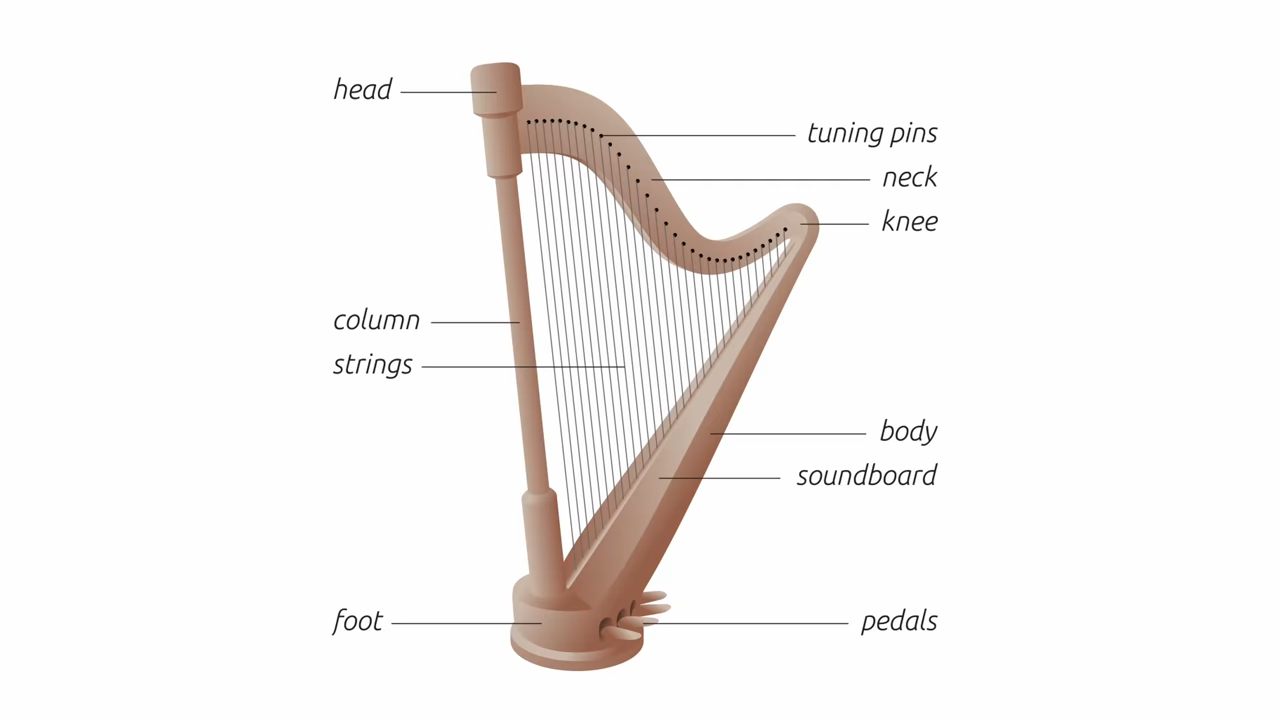 head
tuning pins
neck
knee
column
strings
body
soundboard
foot
pedals